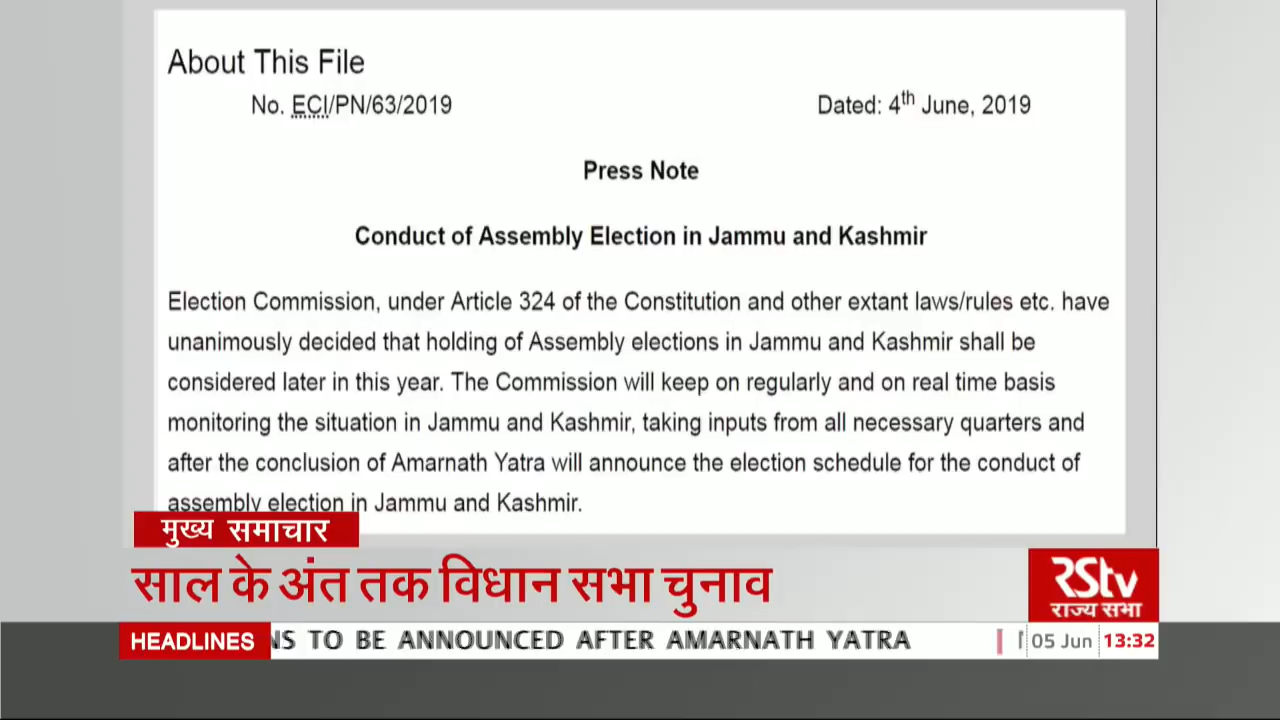 About This File
No. ECI/PN/63/2019 Dated: 4th June, 2019
Press Note
Conduct of Assembly Election in Jammu and Kashmir
Election Commission, under Article 324 of the Constitution and other extant laws/rules etc. have
unanimously decided that holding of Assembly elections in Jammu and Kashmir shall be
considered later in this year. The Commission will keep on regularly and on real time basis
monitoring the situation in Jammu and Kashmir, taking inputs from all necessary quarters and
after the conclusion of Amarnath Yatra will announce the election schedule for the conduct of
assembly election in Jammu and Kashmir.
मुख्य समाचार
साल के अंत तक विधान सभा चुनाव
RStv
राज्य सभा
HEADLINES TO BE ANNOUNCED AFTER AMARNATH YATRA 05 Jun 13:32